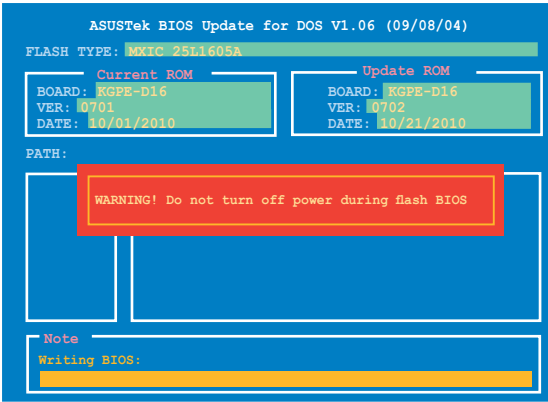 ASUSTek BIOS Update for DOS V1.06 (09/08/04)
FLASH TYPE: MXIC 25L1605A
Current ROM
BOARD: KGPE-D16
VER: 0701
DATE: 10/01/2010
Update ROM
BOARD: KGPE-D16
VER: 0702
DATE: 10/21/2010
PATH:
WARNING! Do not turn off power during flash BIOS
Note
Writing BIOS: